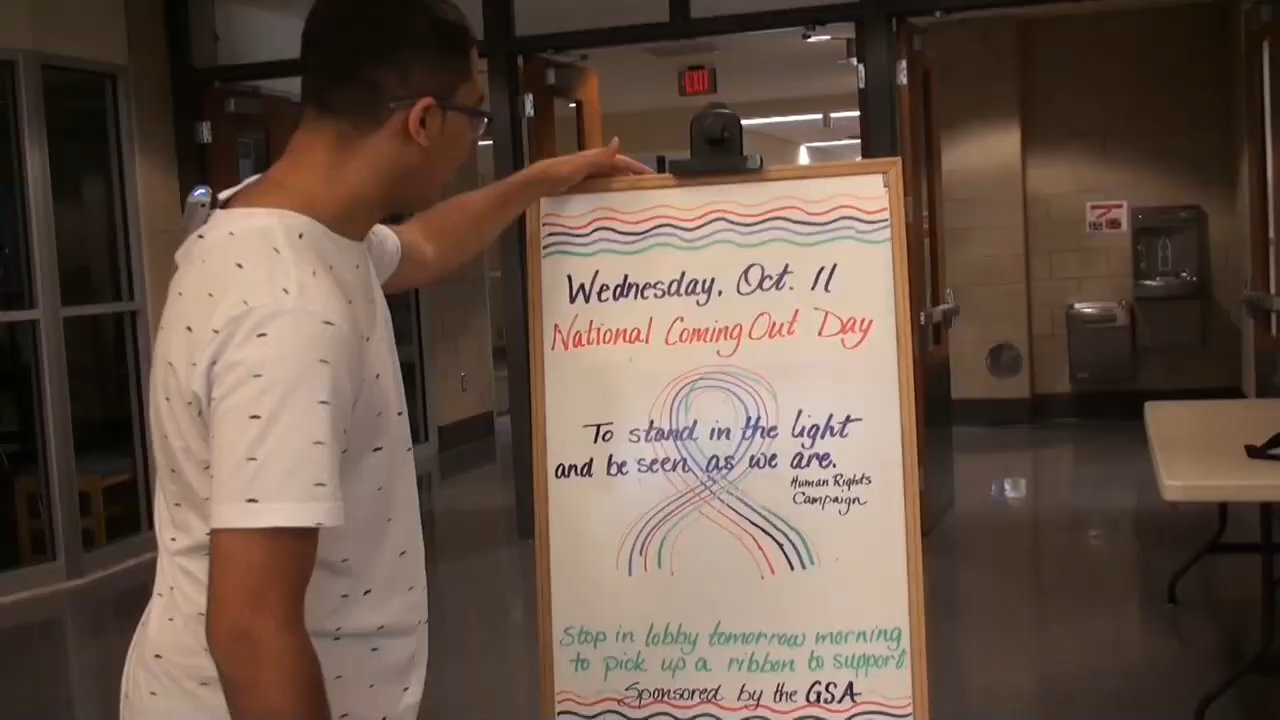 EXIT
Wednesday, Oct. 11
National Coming Out Day
To stand in the light
and be seen as we are.
Human Rights
Campaign
Stop in lobby tomorrow morning
to pick up a ribbon to support
Sponsored by the GSA